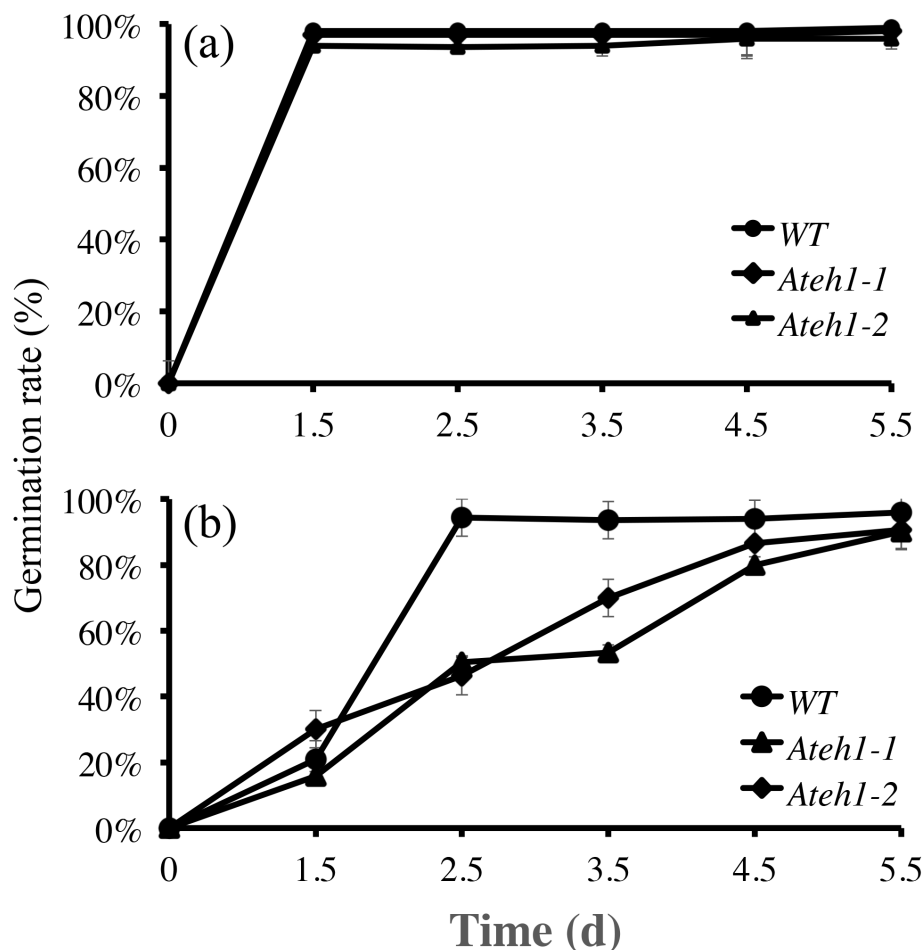 Germination rate (%)
(a)
100%
80%
60%
40%
20%
0%
0 1.5 2.5 3.5 4.5 5.5
WT
Ateh1-1
Ateh1-2
(b)
100%
80%
60%
40%
20%
0%
0 1.5 2.5 3.5 4.5 5.5
WT
Ateh1-1
Ateh1-2
Time (d)